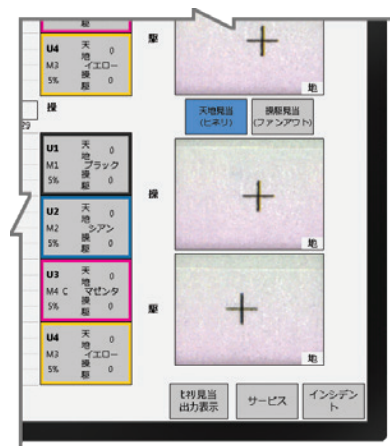 駆
U4 天 0
地
M3 イエロー
5% 操 0
駆
駆
地
操
29
天地見当
(ヒネリ)
操駆見当
(ファンアウト)
U1 天 0
地
M1 ブラック
5% 操 0
駆
U2 天 0
地
M2 シアン
5% 操 0
駆
操
地
U3 天 0
地
M4 C マゼンタ
5% 操 0
駆
U4 天 0
地
M3 イエロー
5% 操 0
駆
駆
地
ﾋﾈﾘ見当
出力表示
サービス
インシデン
ト